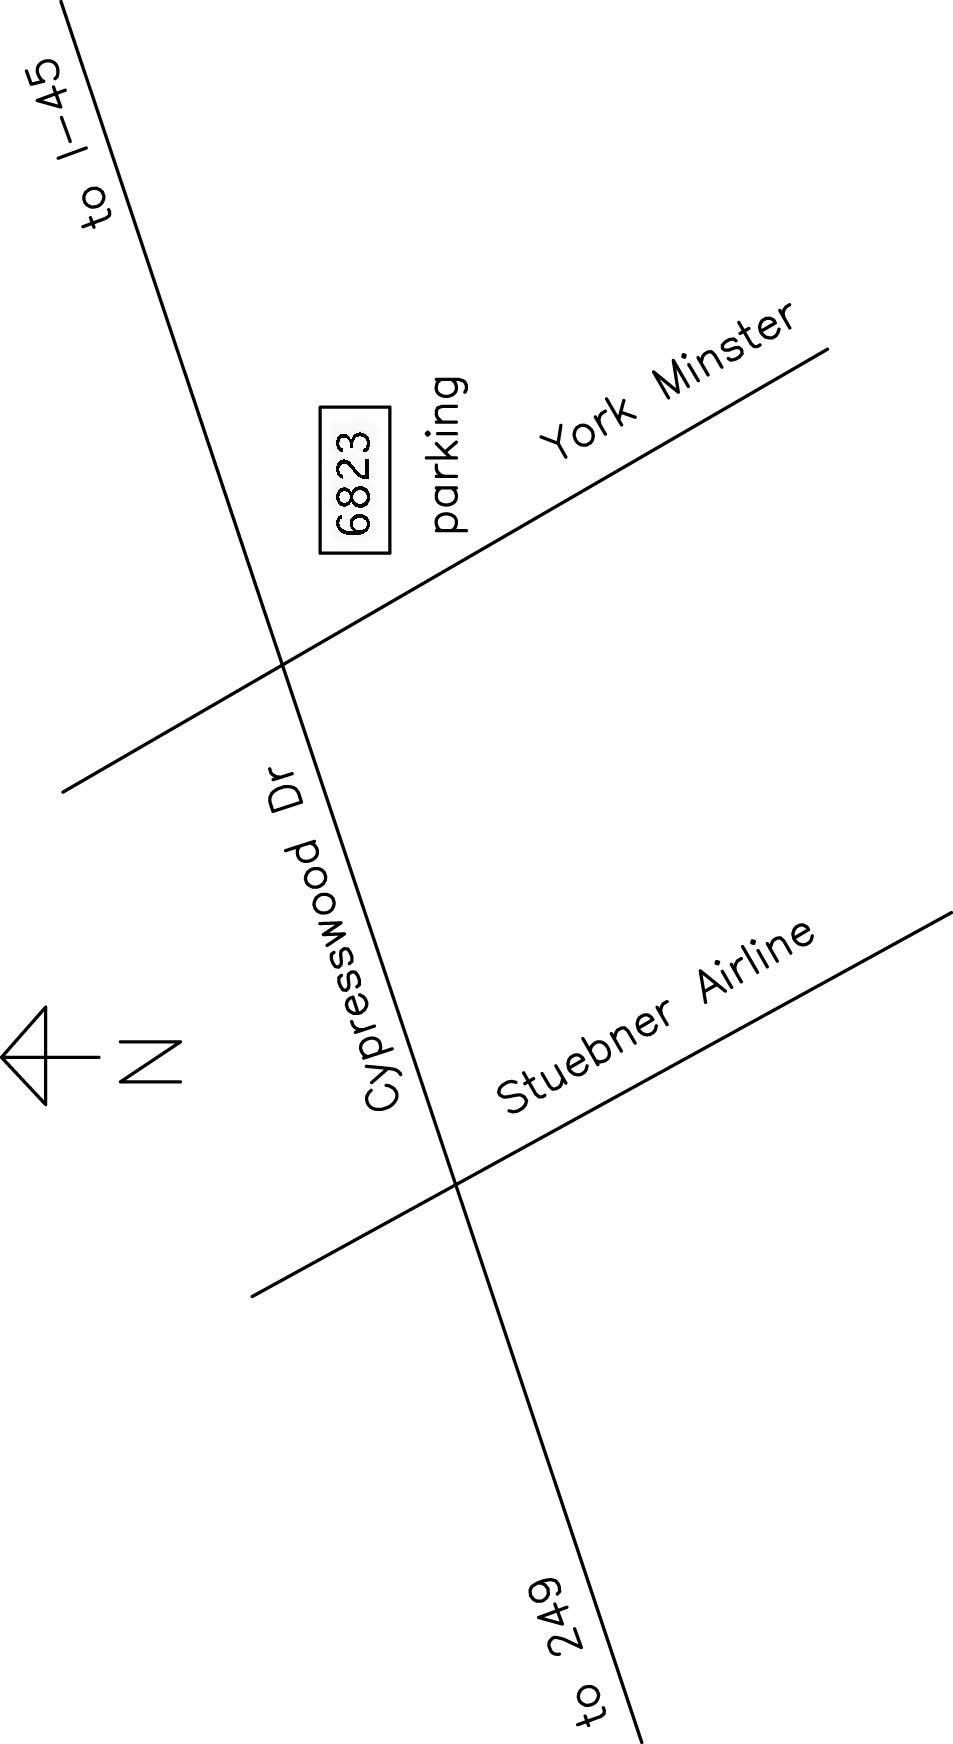 to I-45
6823
parking
York Minster
Cypresswood Dr
N
Stuebner Airline
to 249